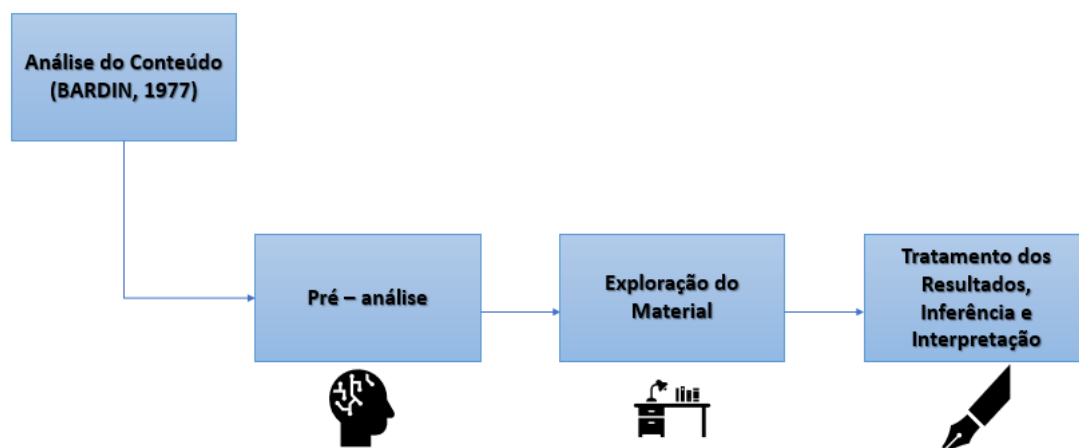 Análise do Conteúdo
(BARDIN, 1977)
Pré – análise
Exploração do
Material
Tratamento dos
Resultados,
Inferência e
Interpretação